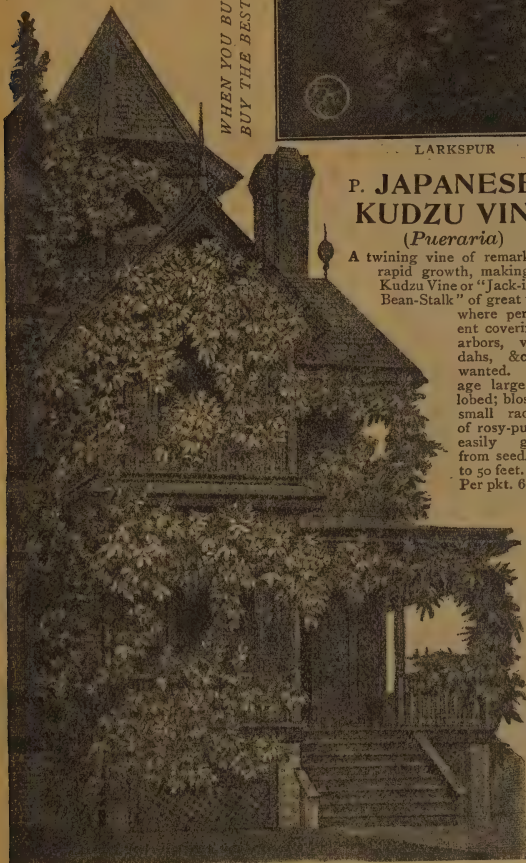 WHEN YOU BU
BUY THE BEST
LARKSPUR
P. JAPANESE
KUDZU VIN
(Pueraria)
A twining vine of remark
rapid growth, making
Kudzu Vine or "Jack-i
Bean-Stalk" of great
where per
ent coveri
arbors, v
dahs, &c
wanted.
age large
lobed; blos
small rac
of rosy-pu
easily g
from seed
to 50 feet.
Per pkt. 6